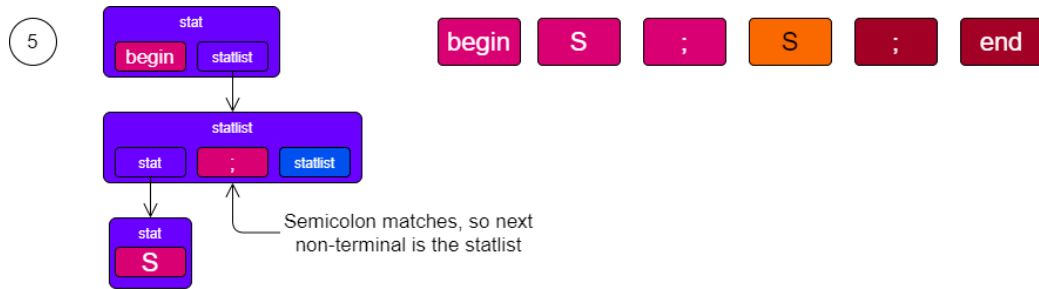 5
stat
begin statlist
begin S ; S ; end
statlist
stat ; statlist
stat
S
Semicolon matches, so next
non-terminal is the statlist